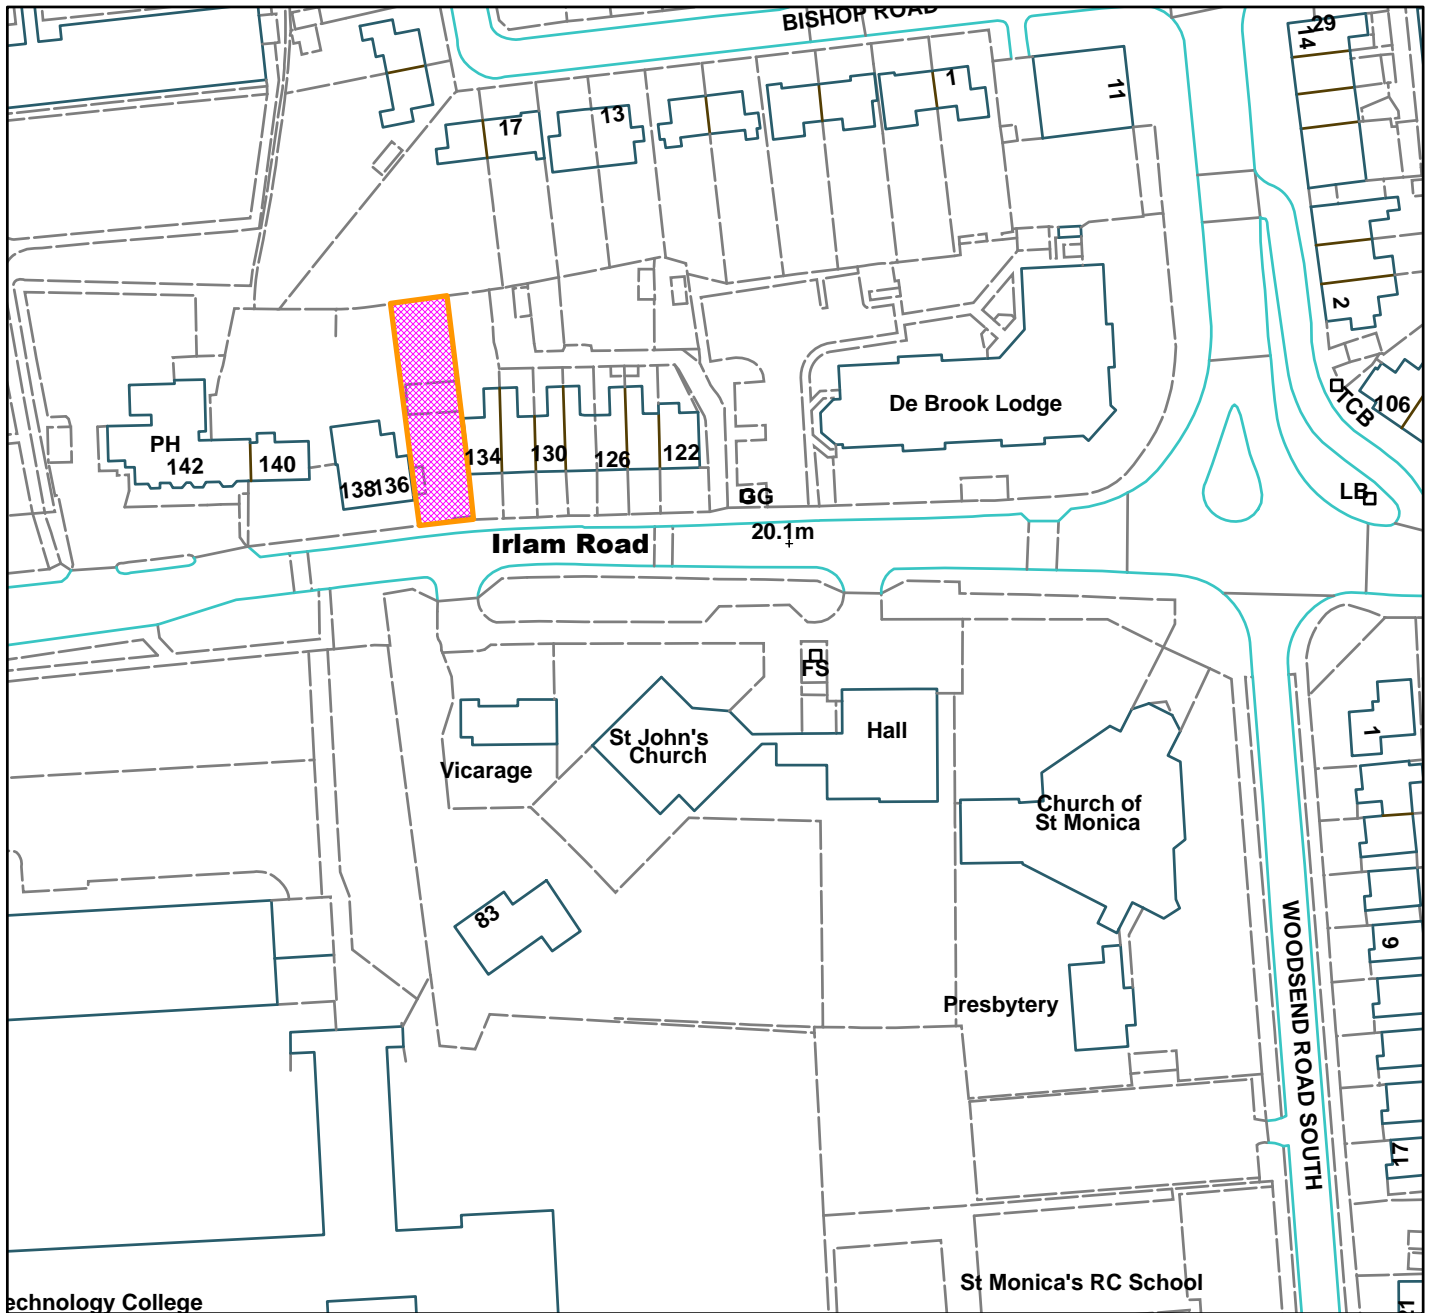 BISHOP ROAD
29
14
1
11
13
17
2
De Brook Lodge
TCB
106
PH
142
140
138
136
134
130
126
122
LB
GG
20.1m
Irlam Road
FS
St John's
Church
Hall
Vicarage
Church of
St Monica
1
83
WOODSEND ROAD SOUTH
9
Presbytery
17
St Monica's RC School
echnology College